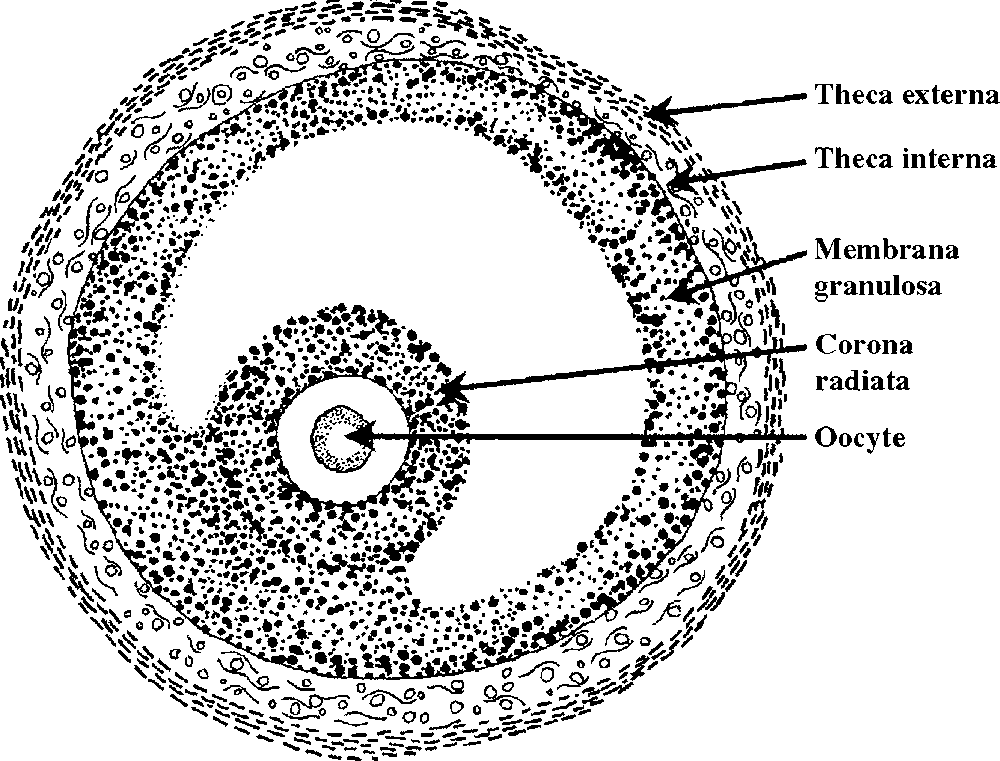 Theca externa
Theca interna
Membrana
granulosa
Corona
radiata
Oocyte